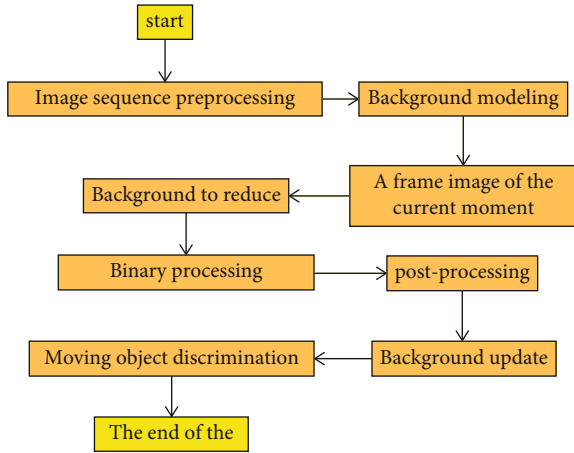 start
Image sequence preprocessing
Background modeling
A frame image of the
current moment
Background to reduce
Binary processing
post-processing
Background update
Moving object discrimination
The end of the